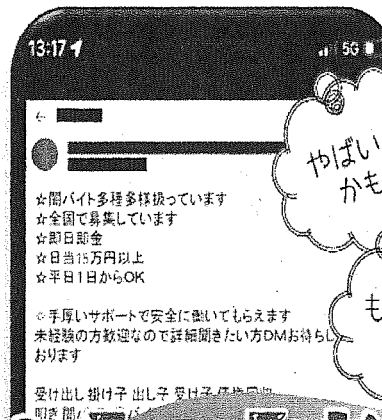 13:17
5G
やばい
かも
☆闇バイト多種多様扱っています
☆全国で募集しています
☆即日即金
☆日当15万円以上
☆平日1日からOK
☆手厚いサポートで安全に働いてもらえます
未経験の方歓迎なので詳細聞きたい方DMお待ちし
おります
も
受け出し 掛け子 出し子 受け子
叩き 闇バ